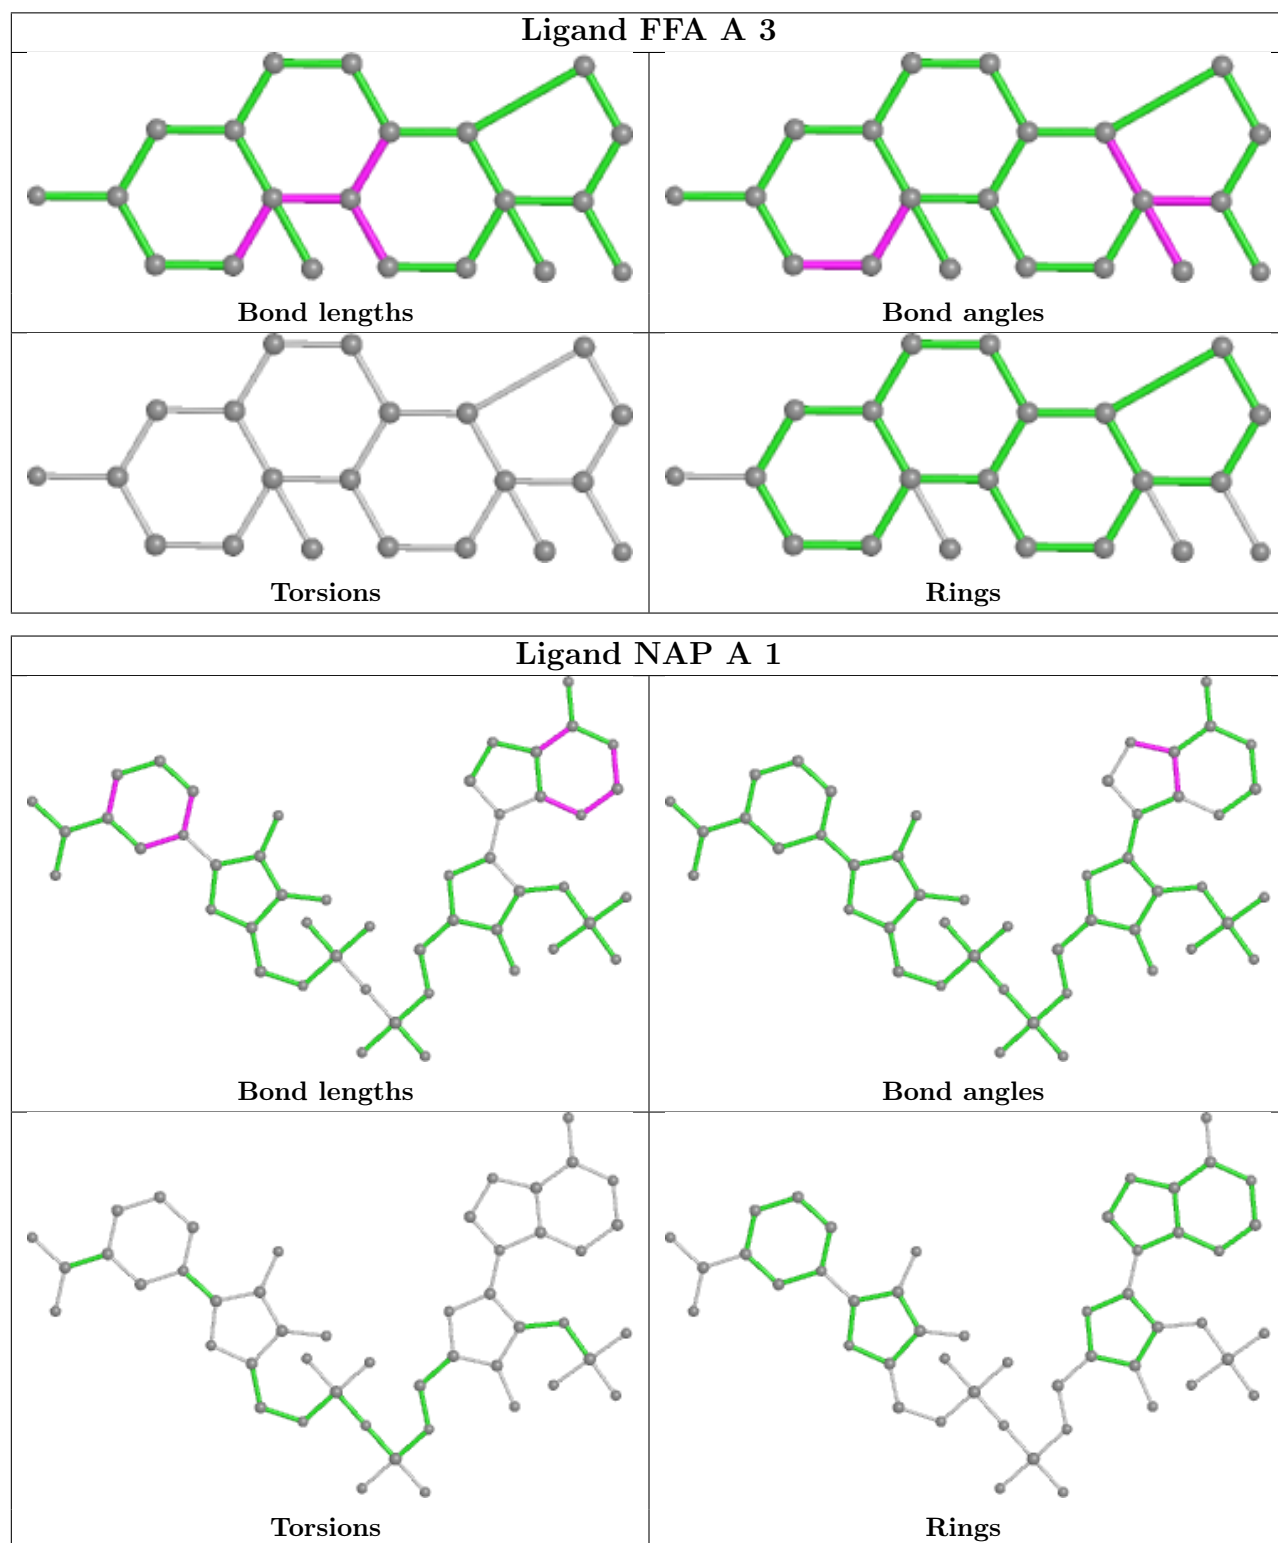 Ligand FFA A 3
Bond lengths
Bond angles
Torsions
Rings
Ligand NAP A 1
Bond lengths
Bond angles
Torsions
Rings